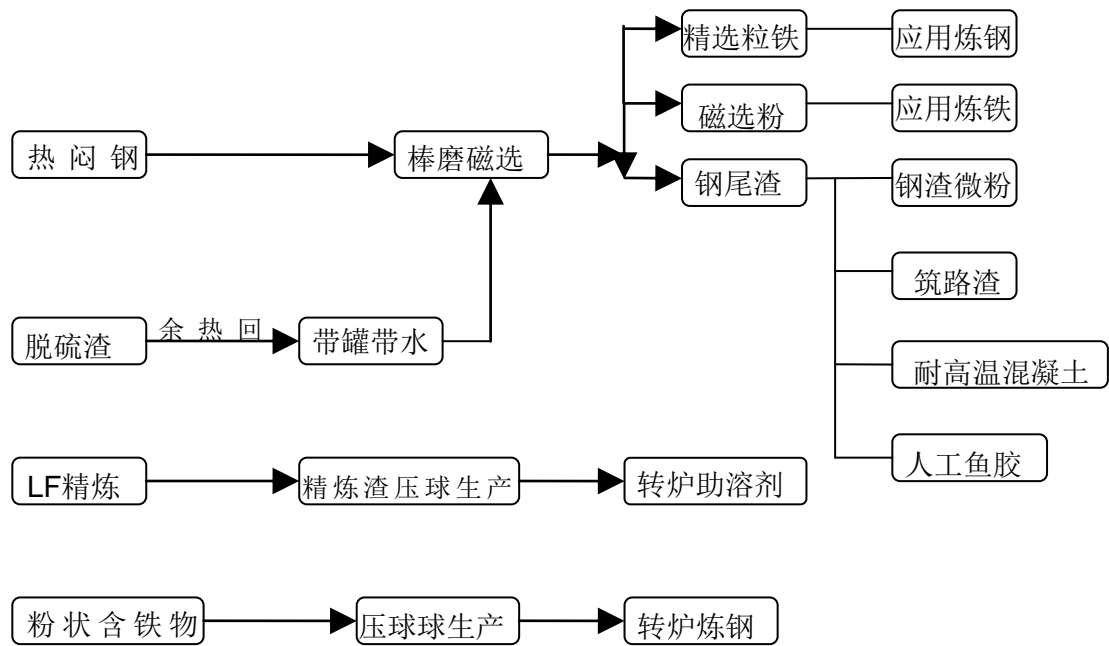 精选粒铁
应用炼钢
磁选粉
应用炼铁
热闷钢
棒磨磁选
钢尾渣
钢渣微粉
筑路渣
脱硫渣
余热回
带罐带水
耐高温混凝土
人工鱼胶
LF精炼
精炼渣压球生产
转炉助溶剂
粉状含铁物
压球球生产
转炉炼钢